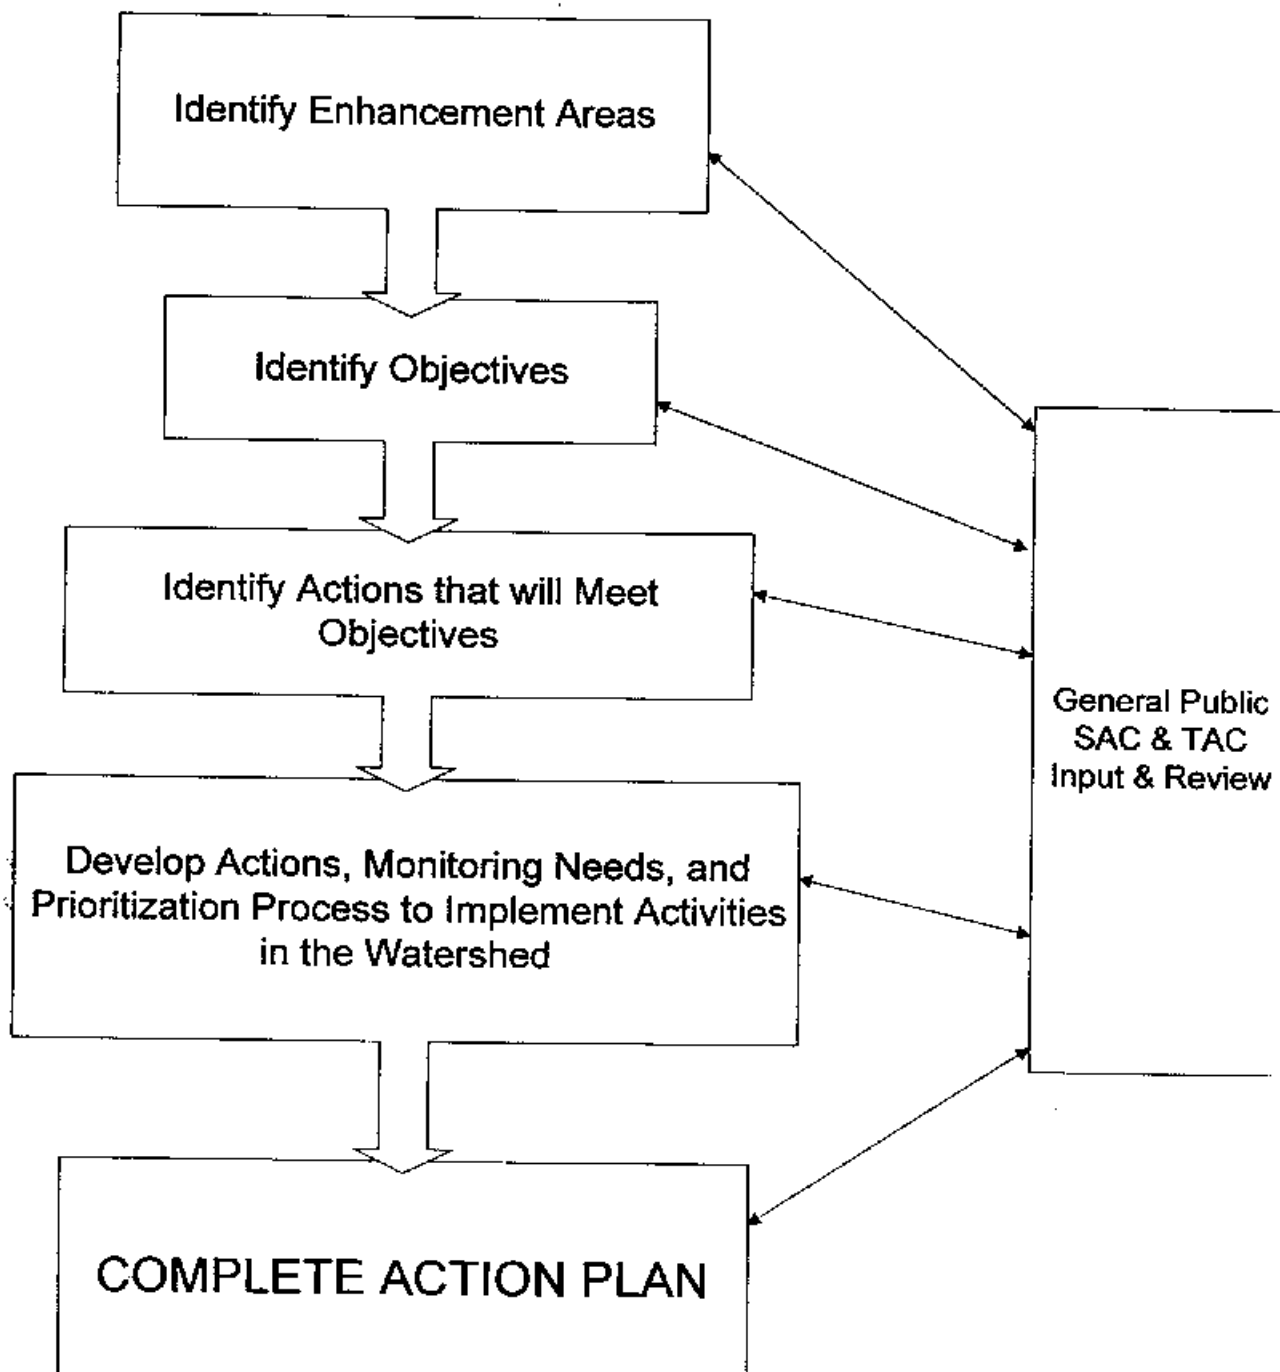 Identify Enhancement Areas
Identify Objectives
Identify Actions that will Meet
Objectives
General Public
SAC & TAC
Input & Review
Develop Actions, Monitoring Needs, and
Prioritization Process to Implement Activities
in the Watershed
COMPLETE ACTION PLAN